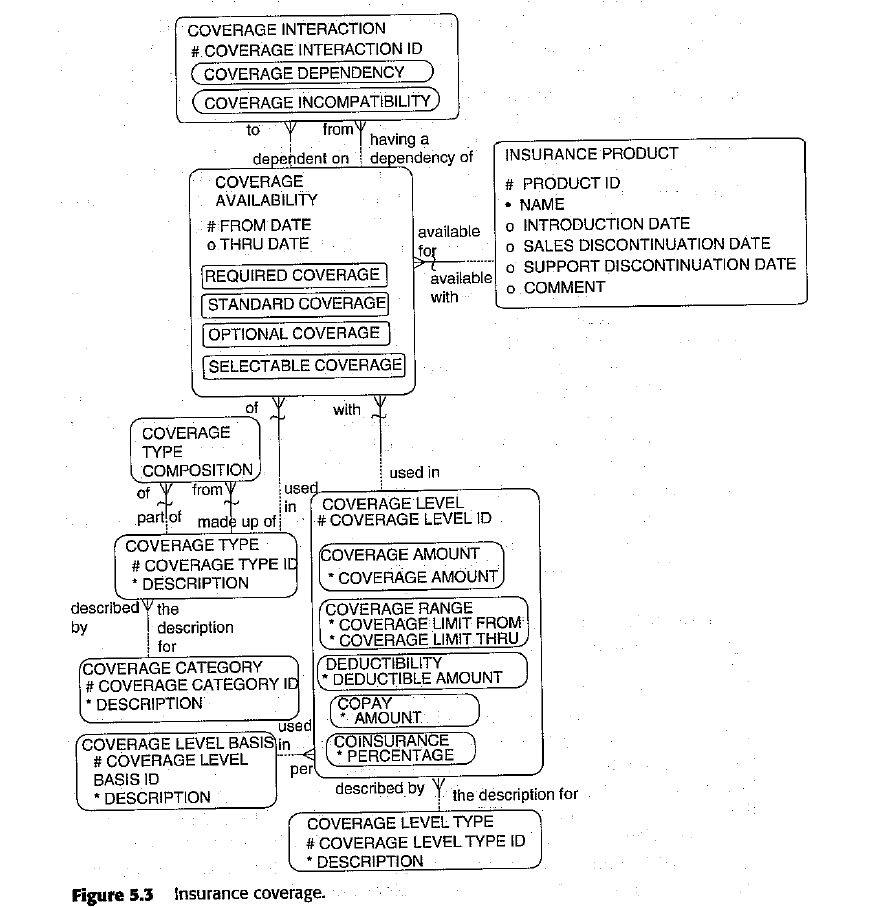 COVERAGE INTERACTION
# COVERAGE INTERACTION ID
COVERAGE DEPENDENCY
COVERAGE INCOMPATIBILITY
to
from
having a
dependent on
dependency of
COVERAGE
AVAILABILITY
# FROM DATE
o THRU DATE
REQUIRED COVERAGE
STANDARD COVERAGE
OPTIONAL COVERAGE
SELECTABLE COVERAGE
available
for
available
with
INSURANCE PRODUCT
# PRODUCT ID
• NAME
o INTRODUCTION DATE
o SALES DISCONTINUATION DATE
o SUPPORT DISCONTINUATION DATE
o COMMENT
of
with
COVERAGE
TYPE
COMPOSITION
of
from
part of
made up of
used
in
used in
COVERAGE TYPE
# COVERAGE TYPE ID
* DESCRIPTION
described
by
the
description
for
COVERAGE CATEGORY
# COVERAGE CATEGORY ID
* DESCRIPTION
COVERAGE LEVEL BASIS
# COVERAGE LEVEL
BASIS ID
* DESCRIPTION
used
in
per
COVERAGE LEVEL
# COVERAGE LEVEL ID
COVERAGE AMOUNT
* COVERAGE AMOUNT
COVERAGE RANGE
* COVERAGE LIMIT FROM
* COVERAGE LIMIT THRU
DEDUCTIBILITY
* DEDUCTIBLE AMOUNT
COPAY
* AMOUNT
COINSURANCE
* PERCENTAGE
described by
the description for
COVERAGE LEVEL TYPE
# COVERAGE LEVEL TYPE ID
* DESCRIPTION
Figure 5.3 Insurance coverage.